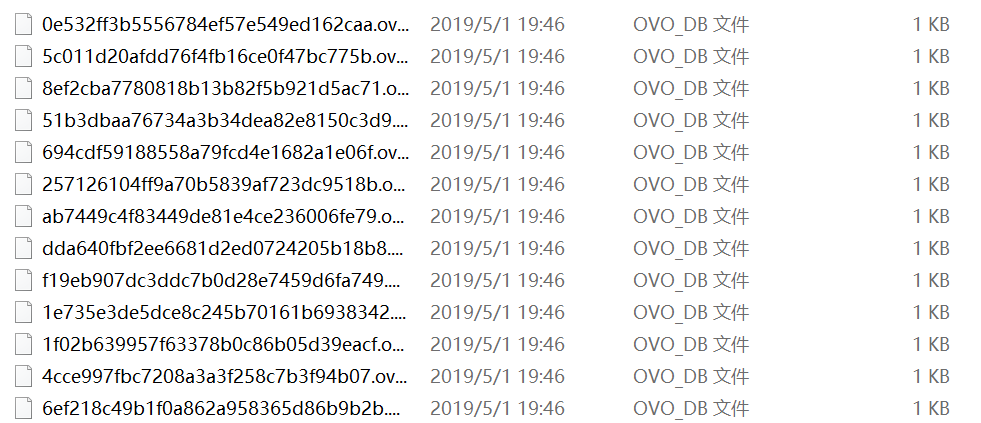 0e532ff3b5556784ef57e549ed162caa.ov... 2019/5/1 19:46 OVO_DB 文件 1 KB
5c011d20afdd76f4fb16ce0f47bc775b.ov... 2019/5/1 19:46 OVO_DB 文件 1 KB
8ef2cba7780818b13b82f5b921d5ac71.o... 2019/5/1 19:46 OVO_DB 文件 1 KB
51b3dbaa76734a3b34dea82e8150c3d9.... 2019/5/1 19:46 OVO_DB 文件 1 KB
694cdf59188558a79fcd4e1682a1e06f.ov... 2019/5/1 19:46 OVO_DB 文件 1 KB
257126104ff9a70b5839af723dc9518b.o... 2019/5/1 19:46 OVO_DB 文件 1 KB
ab7449c4f83449de81e4ce236006fe79.o... 2019/5/1 19:46 OVO_DB 文件 1 KB
dda640fbf2ee6681d2ed0724205b18b8.... 2019/5/1 19:46 OVO_DB 文件 1 KB
f19eb907dc3ddc7b0d28e7459d6fa749.... 2019/5/1 19:46 OVO_DB 文件 1 KB
1e735e3de5dce8c245b70161b6938342.... 2019/5/1 19:46 OVO_DB 文件 1 KB
1f02b639957f63378b0c86b05d39eacf.o... 2019/5/1 19:46 OVO_DB 文件 1 KB
4cce997fbc7208a3a3f258c7b3f94b07.ov... 2019/5/1 19:46 OVO_DB 文件 1 KB
6ef218c49b1f0a862a958365d86b9b2b.... 2019/5/1 19:46 OVO_DB 文件 1 KB